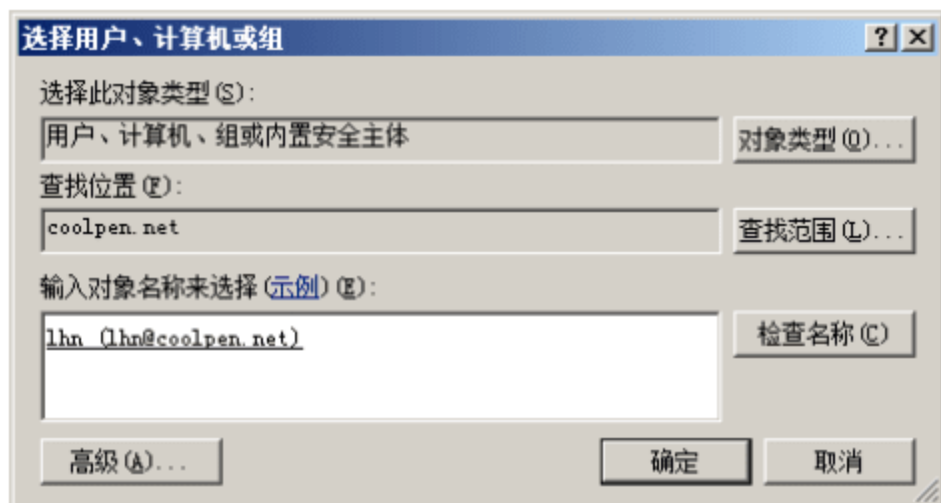 选择用户、计算机或组
选择此对象类型(S):
用户、计算机、组或内置安全主体
对象类型(O)...
查找位置(F):
coolpen.net
查找范围(L)...
输入对象名称来选择(示例)(E):
lhn (lhn@coolpen.net)
检查名称(C)
高级(A)...
确定
取消